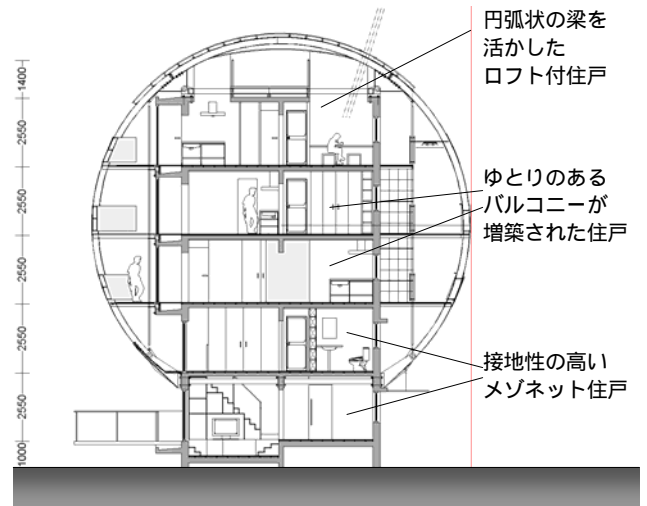 円弧状の梁を
活かした
ロフト付住戸
ゆとりのある
バルコニーが
増築された住戸
接地性の高い
メゾネット住戸
1400
2550
2550
2550
2550
2550
1000